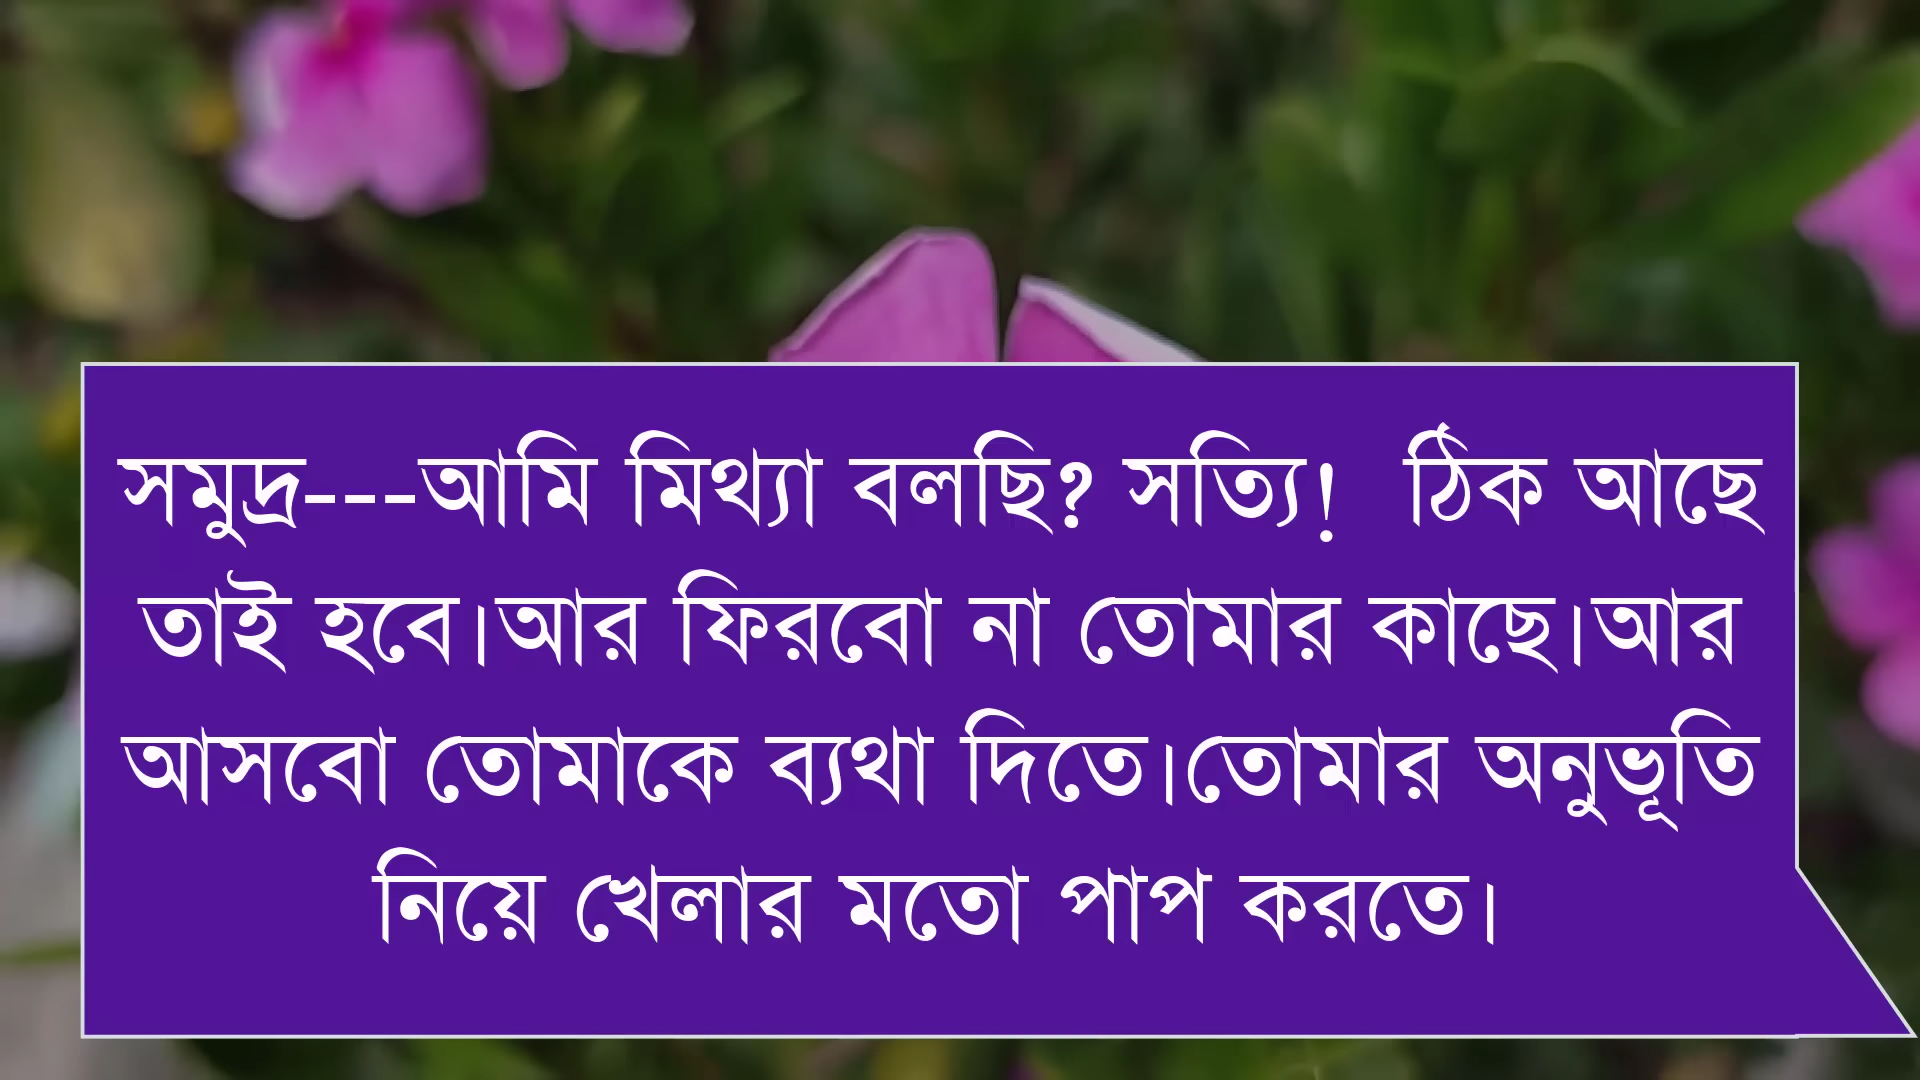 সমুদ্র---আমি মিথ্যা বলছি? সত্যি!  ঠিক আছে
তাই হবে।আর ফিরবো না তোমার কাছে।আর
আসবো তোমাকে ব্যথা দিতে।তোমার অনুভূতি
নিয়ে খেলার মতো পাপ করতে।